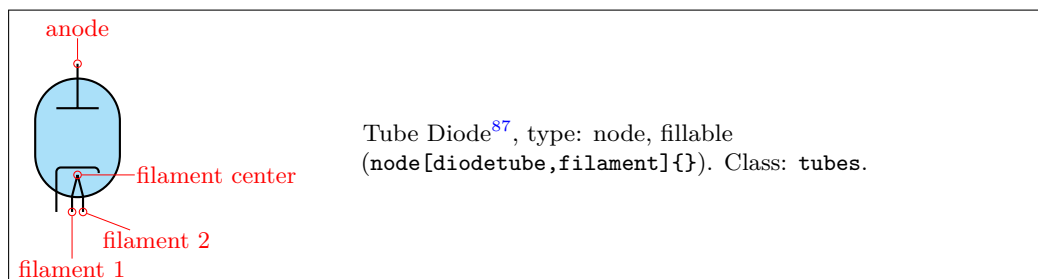 anode
Tube Diode87, type: node, fillable
(node[diodetube,filament]{}). Class: tubes.
filament center
filament 2
filament 1